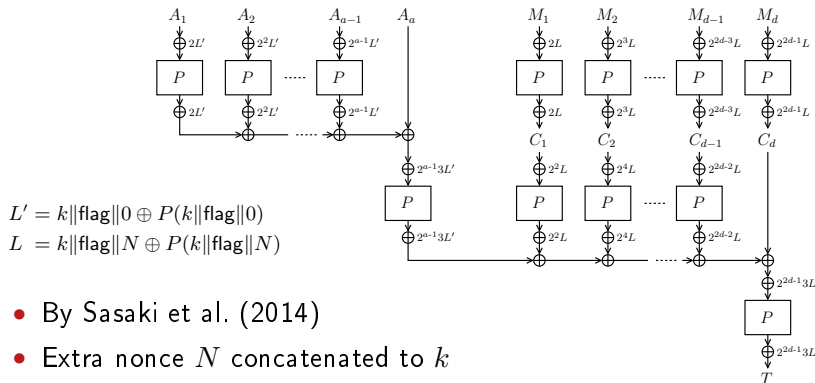 A_1 A_2 A_{a-1} A_a M_1 M_2 M_{d-1} M_d
2L' 2^2L' 2^{a-1}L' 2L 2^3L 2^{2d-3}L 2^{2d-1}L
P P ..... P P P ..... P P
2L' 2^2L' 2^{a-1}L' 2L 2^3L 2^{2d-3}L 2^{2d-1}L
C_1 C_2 C_{d-1} C_d
2^{a-1}3L' 2^2L 2^4L 2^{2d-2}L
P P P ..... P
2^{a-1}3L' 2^2L 2^4L 2^{2d-2}L
L' = k‖flag‖0 ⊕ P(k‖flag‖0)
L = k‖flag‖N ⊕ P(k‖flag‖N)
2^{2d-1}3L
P
2^{2d-1}3L
T
• By Sasaki et al. (2014)
• Extra nonce N concatenated to k